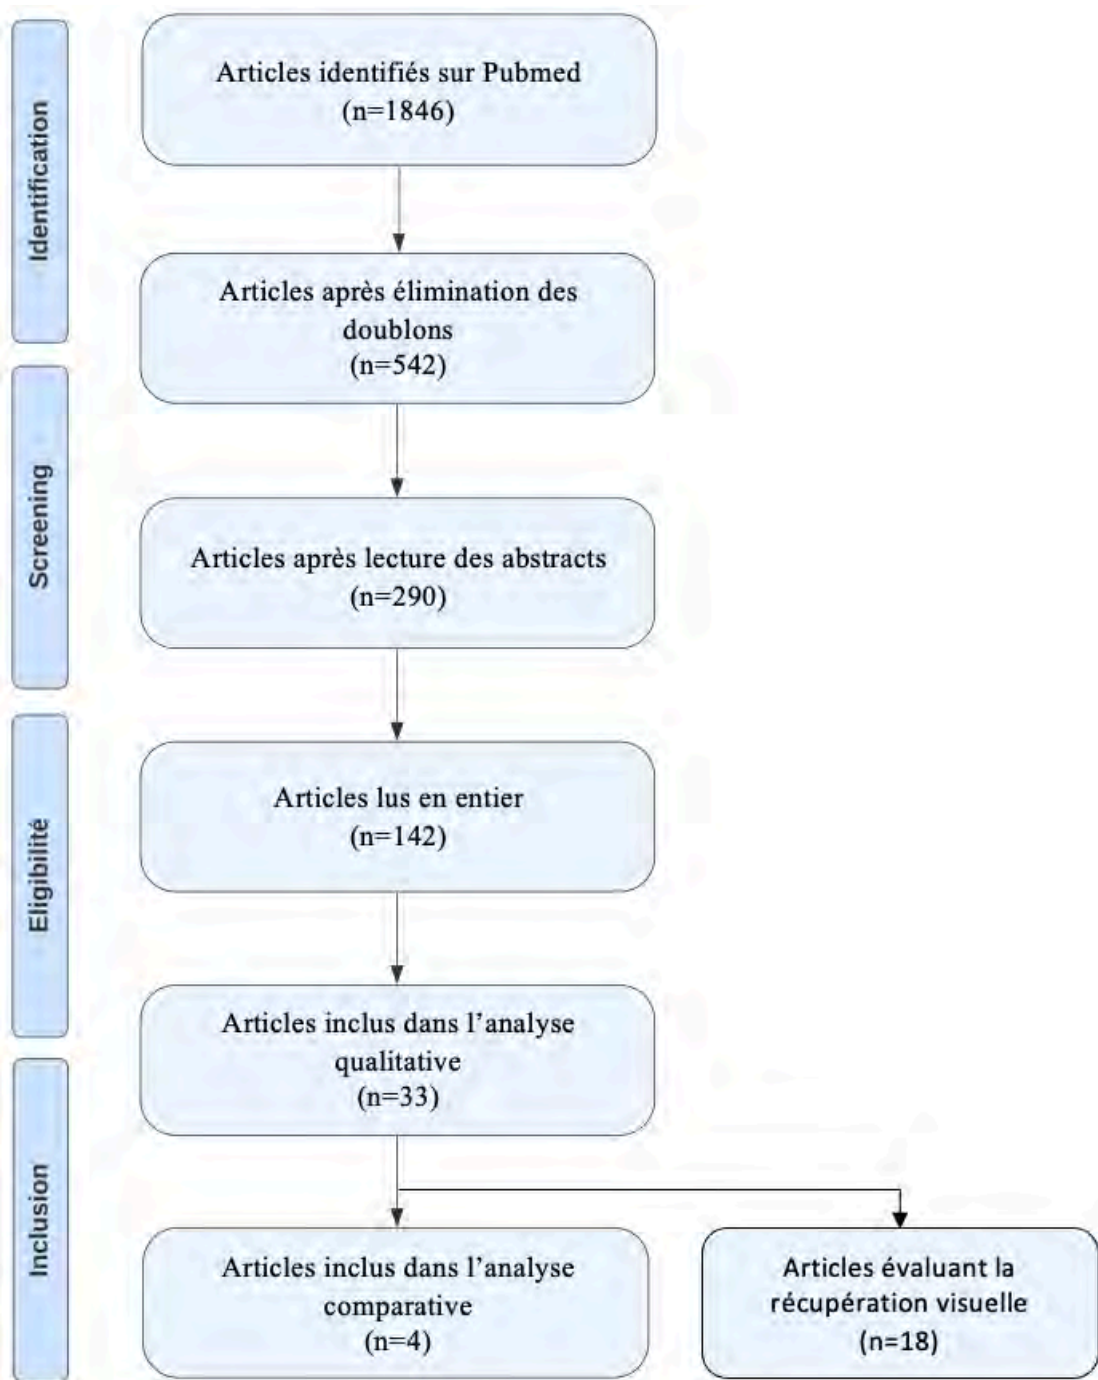 Identification
Articles identifiés sur Pubmed
(n=1846)
Articles après élimination des
doublons
(n=542)
Screening
Articles après lecture des abstracts
(n=290)
Eligibilité
Articles lus en entier
(n=142)
Articles inclus dans l’analyse
qualitative
(n=33)
Inclusion
Articles inclus dans l’analyse
comparative
(n=4)
Articles évaluant la
récupération visuelle
(n=18)